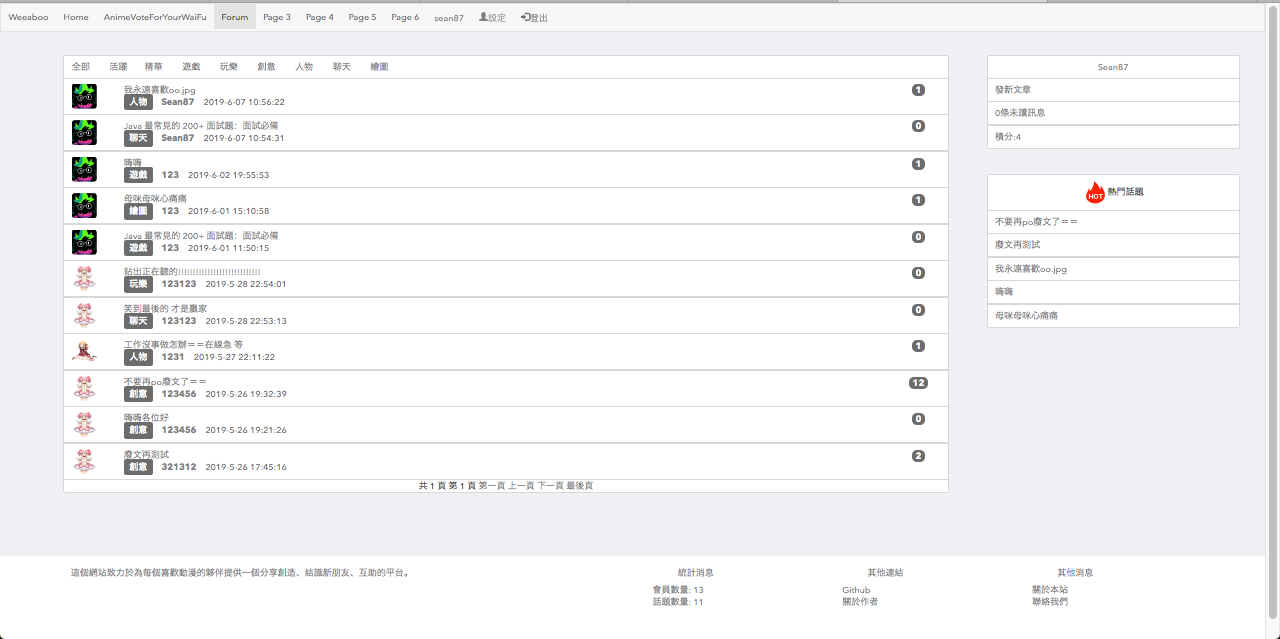 Weeaboo Home AnimeVoteForYourWaiFu Forum Page 3 Page 4 Page 5 Page 6 sean87 設定 登出
全部 活躍 精華 遊戲 玩樂 創意 人物 聊天 繪圖
我永遠喜歡oo.jpg 1
人物 Sean87 2019-6-07 10:56:22
Java 最常見的 200+ 面試題：面試必備 0
聊天 Sean87 2019-6-07 10:54:31
嗨嗨 1
遊戲 123 2019-6-02 19:55:53
母咪母咪心痛痛 1
繪圖 123 2019-6-01 15:10:58
Java 最常見的 200+ 面試題：面試必備 0
遊戲 123 2019-6-01 11:50:15
貼出正在聽的!!!!!!!!!!!!!!!!!!!!!!!!!!!! 0
玩樂 123123 2019-5-28 22:54:01
笑到最後的 才是贏家 0
聊天 123123 2019-5-28 22:53:13
工作沒事做怎辦＝＝在線急 等 1
人物 1231 2019-5-27 22:11:22
不要再po廢文了＝＝ 12
創意 123456 2019-5-26 19:32:39
嗨嗨各位好 0
創意 123456 2019-5-26 19:21:26
廢文再測試 2
創意 321312 2019-5-26 17:45:16
共 1 頁 第 1 頁 第一頁 上一頁 下一頁 最後頁
Sean87
發新文章
0條未讀訊息
積分:4
HOT 熱門話題
不要再po廢文了＝＝
廢文再測試
我永遠喜歡oo.jpg
嗨嗨
母咪母咪心痛痛
這個網站致力於為每個喜歡動漫的夥伴提供一個分享創造、結識新朋友、互助的平台。
統計消息
會員數量: 13
話題數量: 11
其他連結
Github
關於作者
其他消息
關於本站
聯絡我們